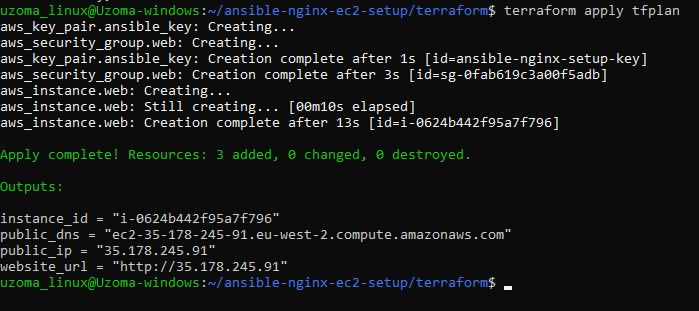 uzoma_linux@Uzoma-windows:~/ansible-nginx-ec2-setup/terraform$ terraform apply tfplan
aws_key_pair.ansible_key: Creating...
aws_security_group.web: Creating...
aws_key_pair.ansible_key: Creation complete after 1s [id=ansible-nginx-setup-key]
aws_security_group.web: Creation complete after 3s [id=sg-0fab619c3a00f5adb]
aws_instance.web: Creating...
aws_instance.web: Still creating... [00m10s elapsed]
aws_instance.web: Creation complete after 13s [id=i-0624b442f95a7f796]
Apply complete! Resources: 3 added, 0 changed, 0 destroyed.
Outputs:
instance_id = "i-0624b442f95a7f796"
public_dns = "ec2-35-178-245-91.eu-west-2.compute.amazonaws.com"
public_ip = "35.178.245.91"
website_url = "http://35.178.245.91"
uzoma_linux@Uzoma-windows:~/ansible-nginx-ec2-setup/terraform$